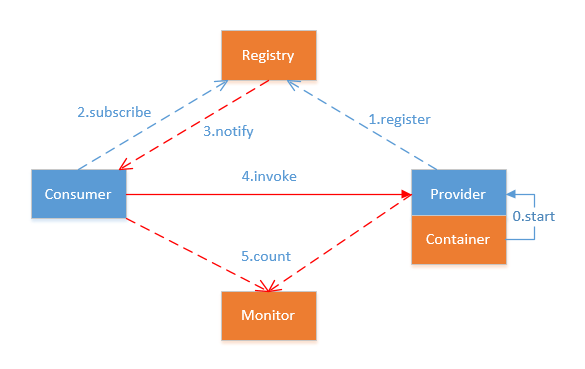 Registry
2.subscribe
1.register
3.notify
Consumer
4.invoke
Provider
0.start
Container
5.count
Monitor